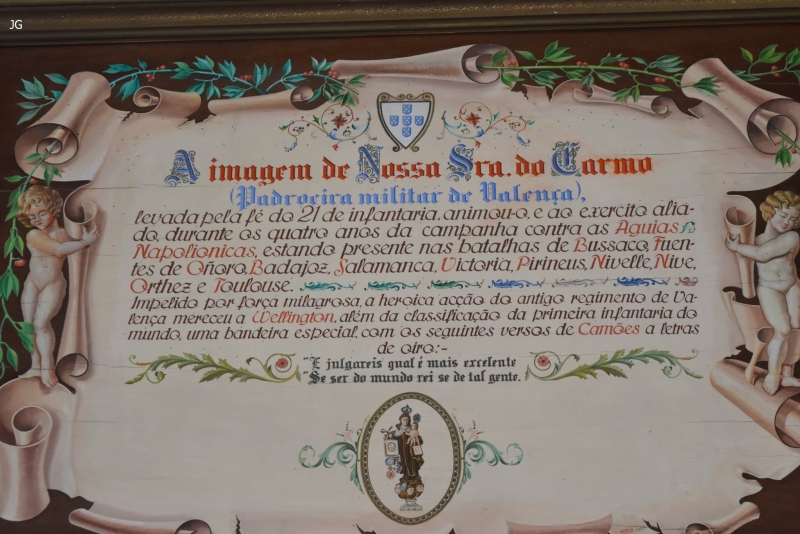 JG
A imagem de Nossa Sra. do Carmo
(Padroeira militar de Valença),
levada pela fé do 21 de infantaria, animou-o, e ao exercito alia-
do, durante os quatro anos da campanha contra as Aguias
Napolionicas, estando presente nas batalhas de Bussaco, Fuen-
tes de Oñoro, Badajoz, Salamanca, Victoria, Pirineus, Nivelle, Nive,
Orthez e Toulouse.
Impelido por força milagrosa, a heroica acção do antigo regimento de Va-
lença mereceu a Wellington, além da classificação da primeira infantaria do
mundo, uma bandeira especial, com os seguintes versos de Camões a letras
de oiro:-
"E julgareis qual é mais excelente
"Se ser do mundo rei se de tal gente.